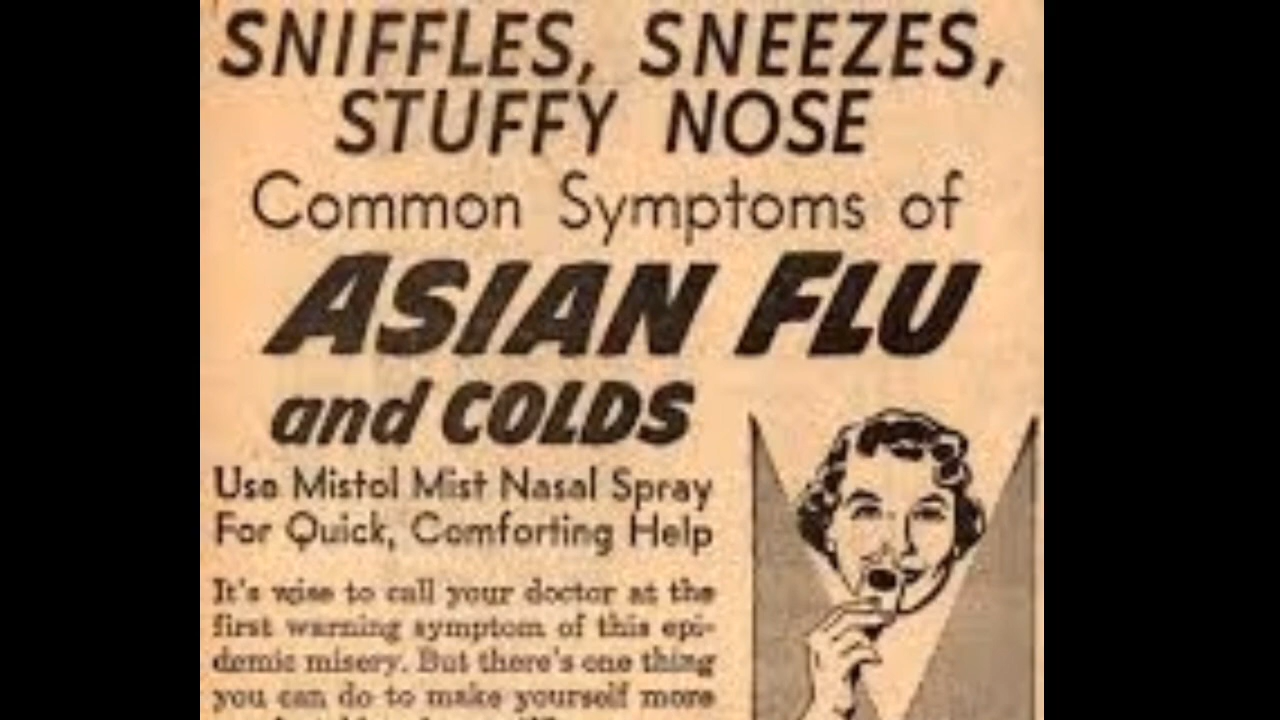 SNIFFLES, SNEEZES,
STUFFY NOSE
Common Symptoms of
ASIAN FLU
and COLDS
Use Mistol Mist Nasal Spray
For Quick, Comforting Help
It's wise to call your doctor at the
first warning symptom of this epi-
demic misery. But there's one thing
you can do to make yourself more